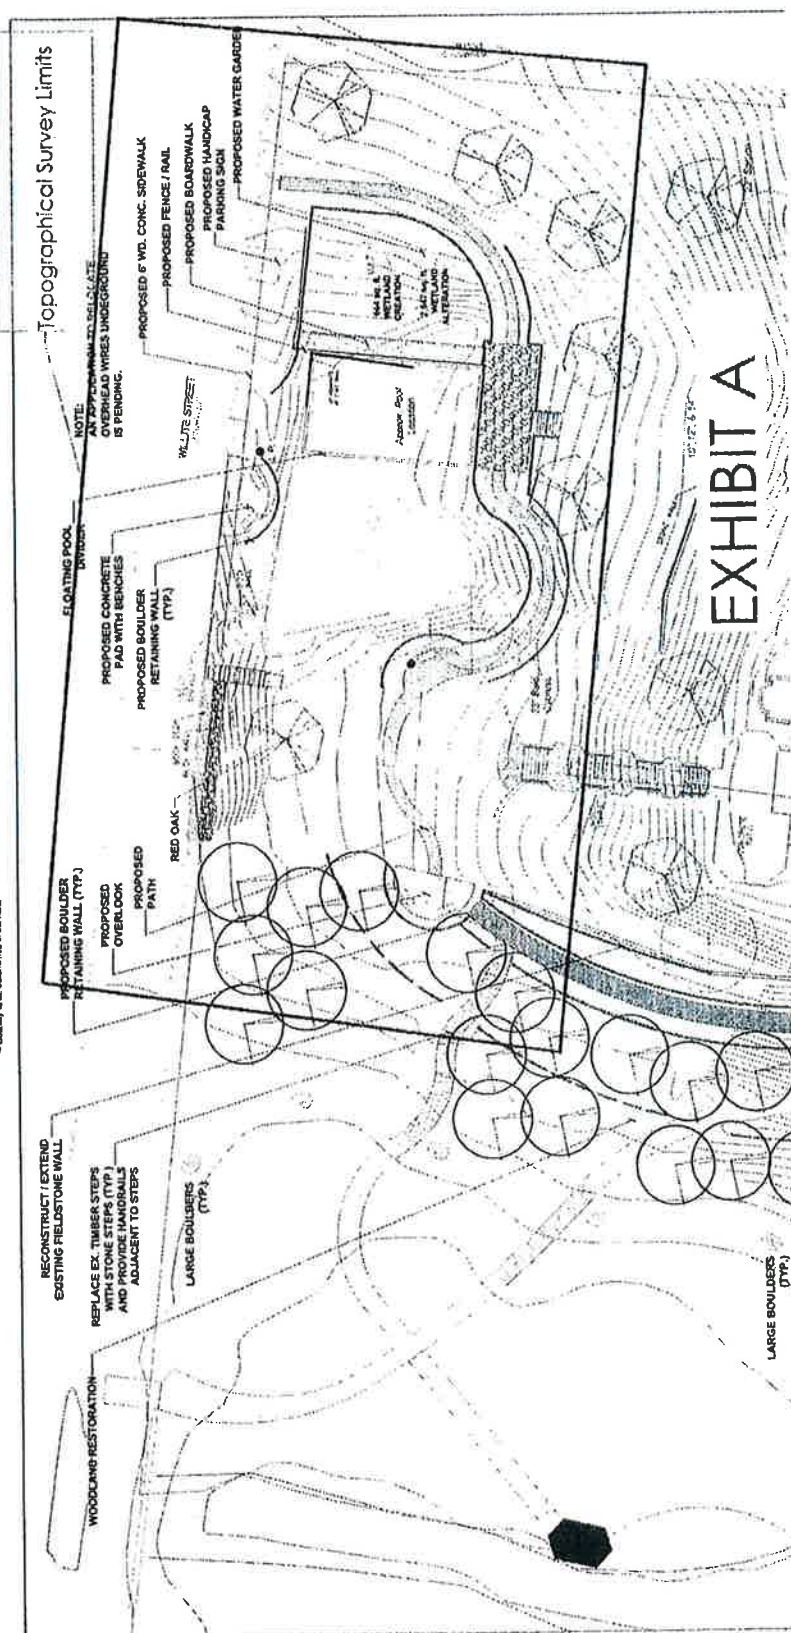 Topographical Survey Limits
NOTE:
AN APPLICATION TO RELOCATE
OVERHEAD WIRES UNDEGROUND
IS PENDING.
PROPOSED 6' WD. CONC. SIDEWALK
PROPOSED FENCE / RAIL
PROPOSED BOARDWALK
PROPOSED HANDICAP
PARKING SIGN
PROPOSED WATER GARDEN
WETLAND
CREATION
WETLAND
ALTERATION
Approx. Pool
Location
FLOATING POOL
DIVIDER
PROPOSED CONCRETE
PAD WITH BENCHES
PROPOSED BOULDER
RETAINING WALL
(TYP.)
RED OAK
PROPOSED BOULDER
RETAINING WALL (TYP.)
PROPOSED
OVERLOOK
PROPOSED
PATH
RECONSTRUCT / EXTEND
EXISTING FIELDSTONE WALL
REPLACE EX. TIMBER STEPS
WITH STONE STEPS (TYP.)
AND PROVIDE HANDRAILS
ADJACENT TO STEPS
LARGE BOULDERS
(TYP.)
WOODLAND RESTORATION
LARGE BOULDERS
(TYP.)
EXHIBIT A